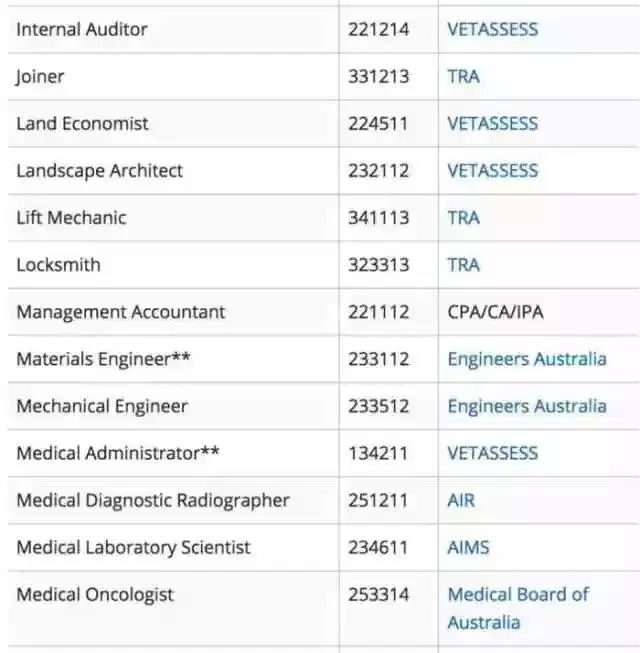 Internal Auditor 221214 VETASSESS
Joiner 331213 TRA
Land Economist 224511 VETASSESS
Landscape Architect 232112 VETASSESS
Lift Mechanic 341113 TRA
Locksmith 323313 TRA
Management Accountant 221112 CPA/CA/IPA
Materials Engineer** 233112 Engineers Australia
Mechanical Engineer 233512 Engineers Australia
Medical Administrator** 134211 VETASSESS
Medical Diagnostic Radiographer 251211 AIR
Medical Laboratory Scientist 234611 AIMS
Medical Oncologist 253314 Medical Board of
Australia